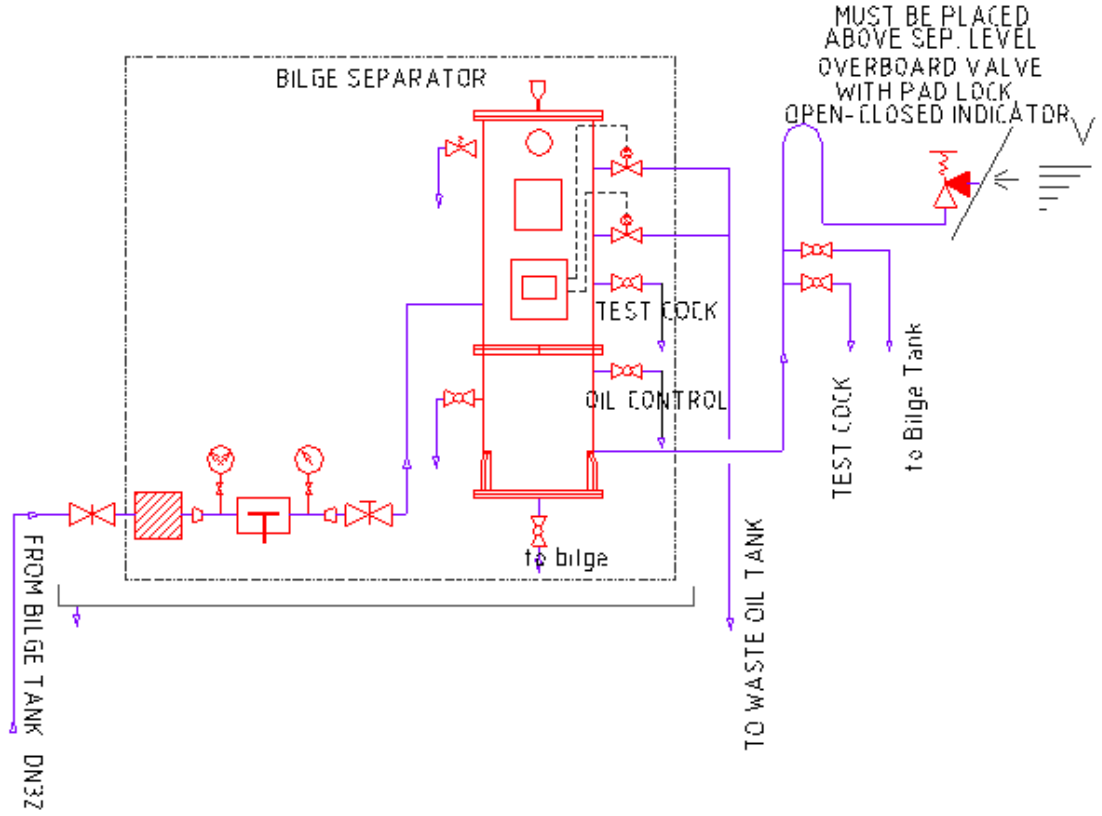 MUST BE PLACED
ABOVE SEP. LEVEL
OVERBOARD VALVE
WITH PAD LOCK
OPEN-CLOSED INDICATOR
BILGE SEPARATOR
TEST COCK
OIL CONTROL
to bilge
TEST COCK
to Bilge Tank
TO WASTE OIL TANK
FROM BILGE TANK DN32